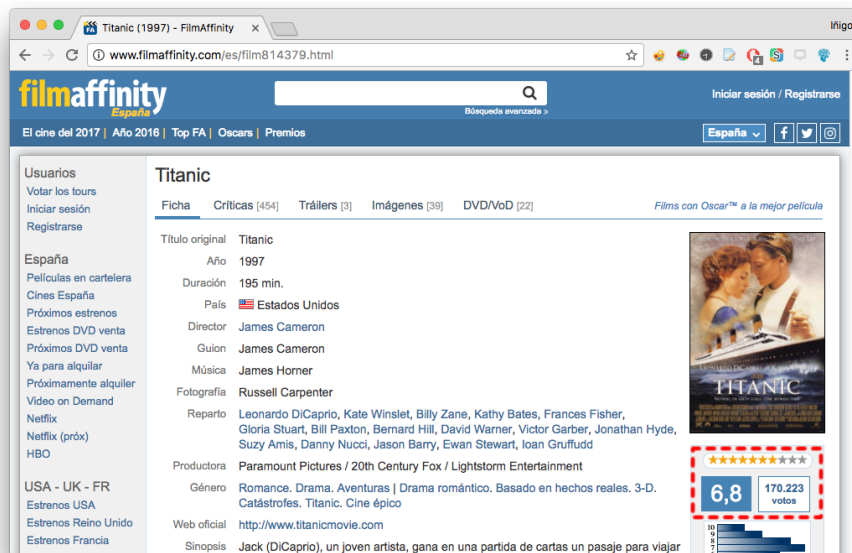 Titanic (1997) - FilmAffinity
Iñigo
www.filmaffinity.com/es/film814379.html
4
filmaffinity
España
Búsqueda avanzada »
Iniciar sesión / Registrarse
El cine del 2017 | Año 2016 | Top FA | Oscars | Premios
España
Usuarios
Votar los tours
Iniciar sesión
Registrarse
España
Películas en cartelera
Cines España
Próximos estrenos
Estrenos DVD venta
Próximos DVD venta
Ya para alquilar
Próximamente alquiler
Video on Demand
Netflix
Netflix (próx)
HBO
USA - UK - FR
Estrenos USA
Estrenos Reino Unido
Estrenos Francia
Titanic
Ficha Críticas [454] Tráilers [3] Imágenes [39] DVD/VoD [22]
Films con Oscar™ a la mejor película
Título original Titanic
Año 1997
Duración 195 min.
País Estados Unidos
Director James Cameron
Guion James Cameron
Música James Horner
Fotografía Russell Carpenter
Reparto Leonardo DiCaprio, Kate Winslet, Billy Zane, Kathy Bates, Frances Fisher,
Gloria Stuart, Bill Paxton, Bernard Hill, David Warner, Victor Garber, Jonathan Hyde,
Suzy Amis, Danny Nucci, Jason Barry, Ewan Stewart, Ioan Gruffudd
Productora Paramount Pictures / 20th Century Fox / Lightstorm Entertainment
Género Romance. Drama. Aventuras | Drama romántico. Basado en hechos reales. 3-D.
Catástrofes. Titanic. Cine épico
Web oficial http://www.titanicmovie.com
Sinopsis Jack (DiCaprio), un joven artista, gana en una partida de cartas un pasaje para viajar
LEONARDO DICAPRIO KATE WINSLET
TITANIC
6,8
170.223
votos
10
9
8
7